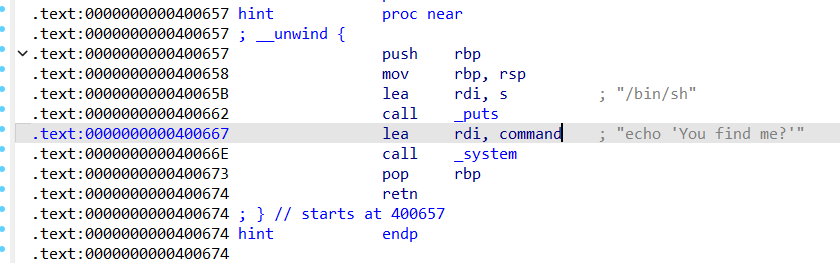 .text:0000000000400657 hint proc near
.text:0000000000400657 ; __unwind {
.text:0000000000400657 push rbp
.text:0000000000400658 mov rbp, rsp
.text:000000000040065B lea rdi, s ; "/bin/sh"
.text:0000000000400662 call _puts
.text:0000000000400667 lea rdi, command ; "echo 'You find me?'"
.text:000000000040066E call _system
.text:0000000000400673 pop rbp
.text:0000000000400674 retn
.text:0000000000400674 ; } // starts at 400657
.text:0000000000400674 hint endp
.text:0000000000400674